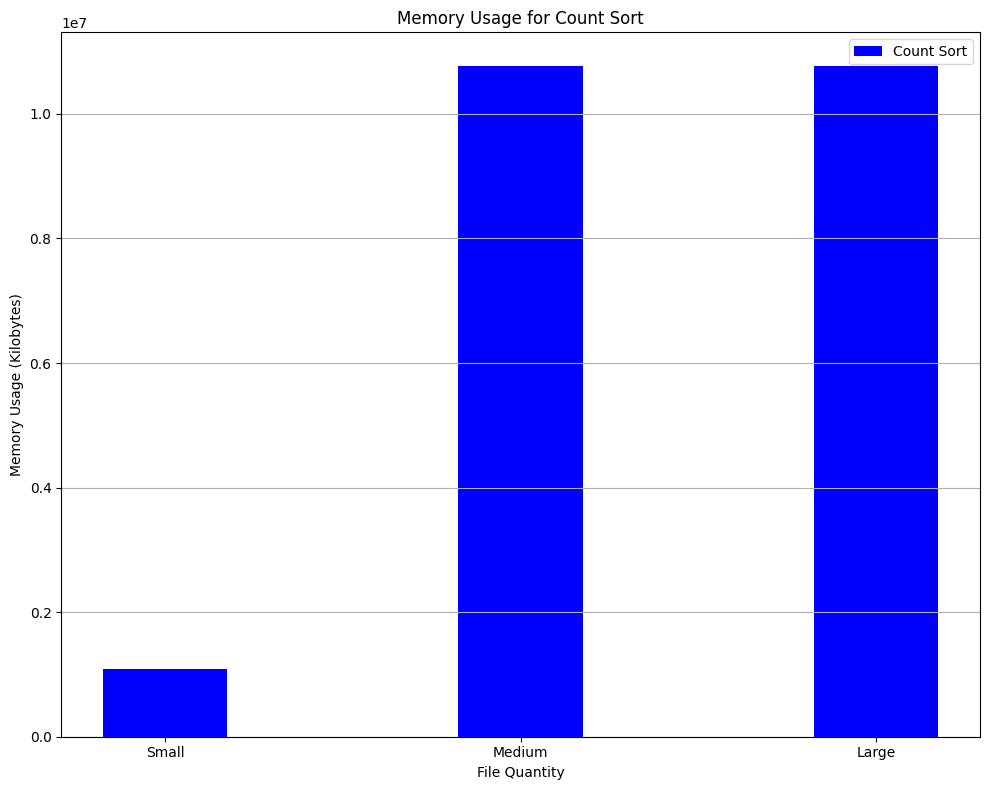 Memory Usage for Count Sort
1e7
Count Sort
1.0
0.8
0.6
0.4
0.2
0.0
Memory Usage (Kilobytes)
Small Medium Large
File Quantity